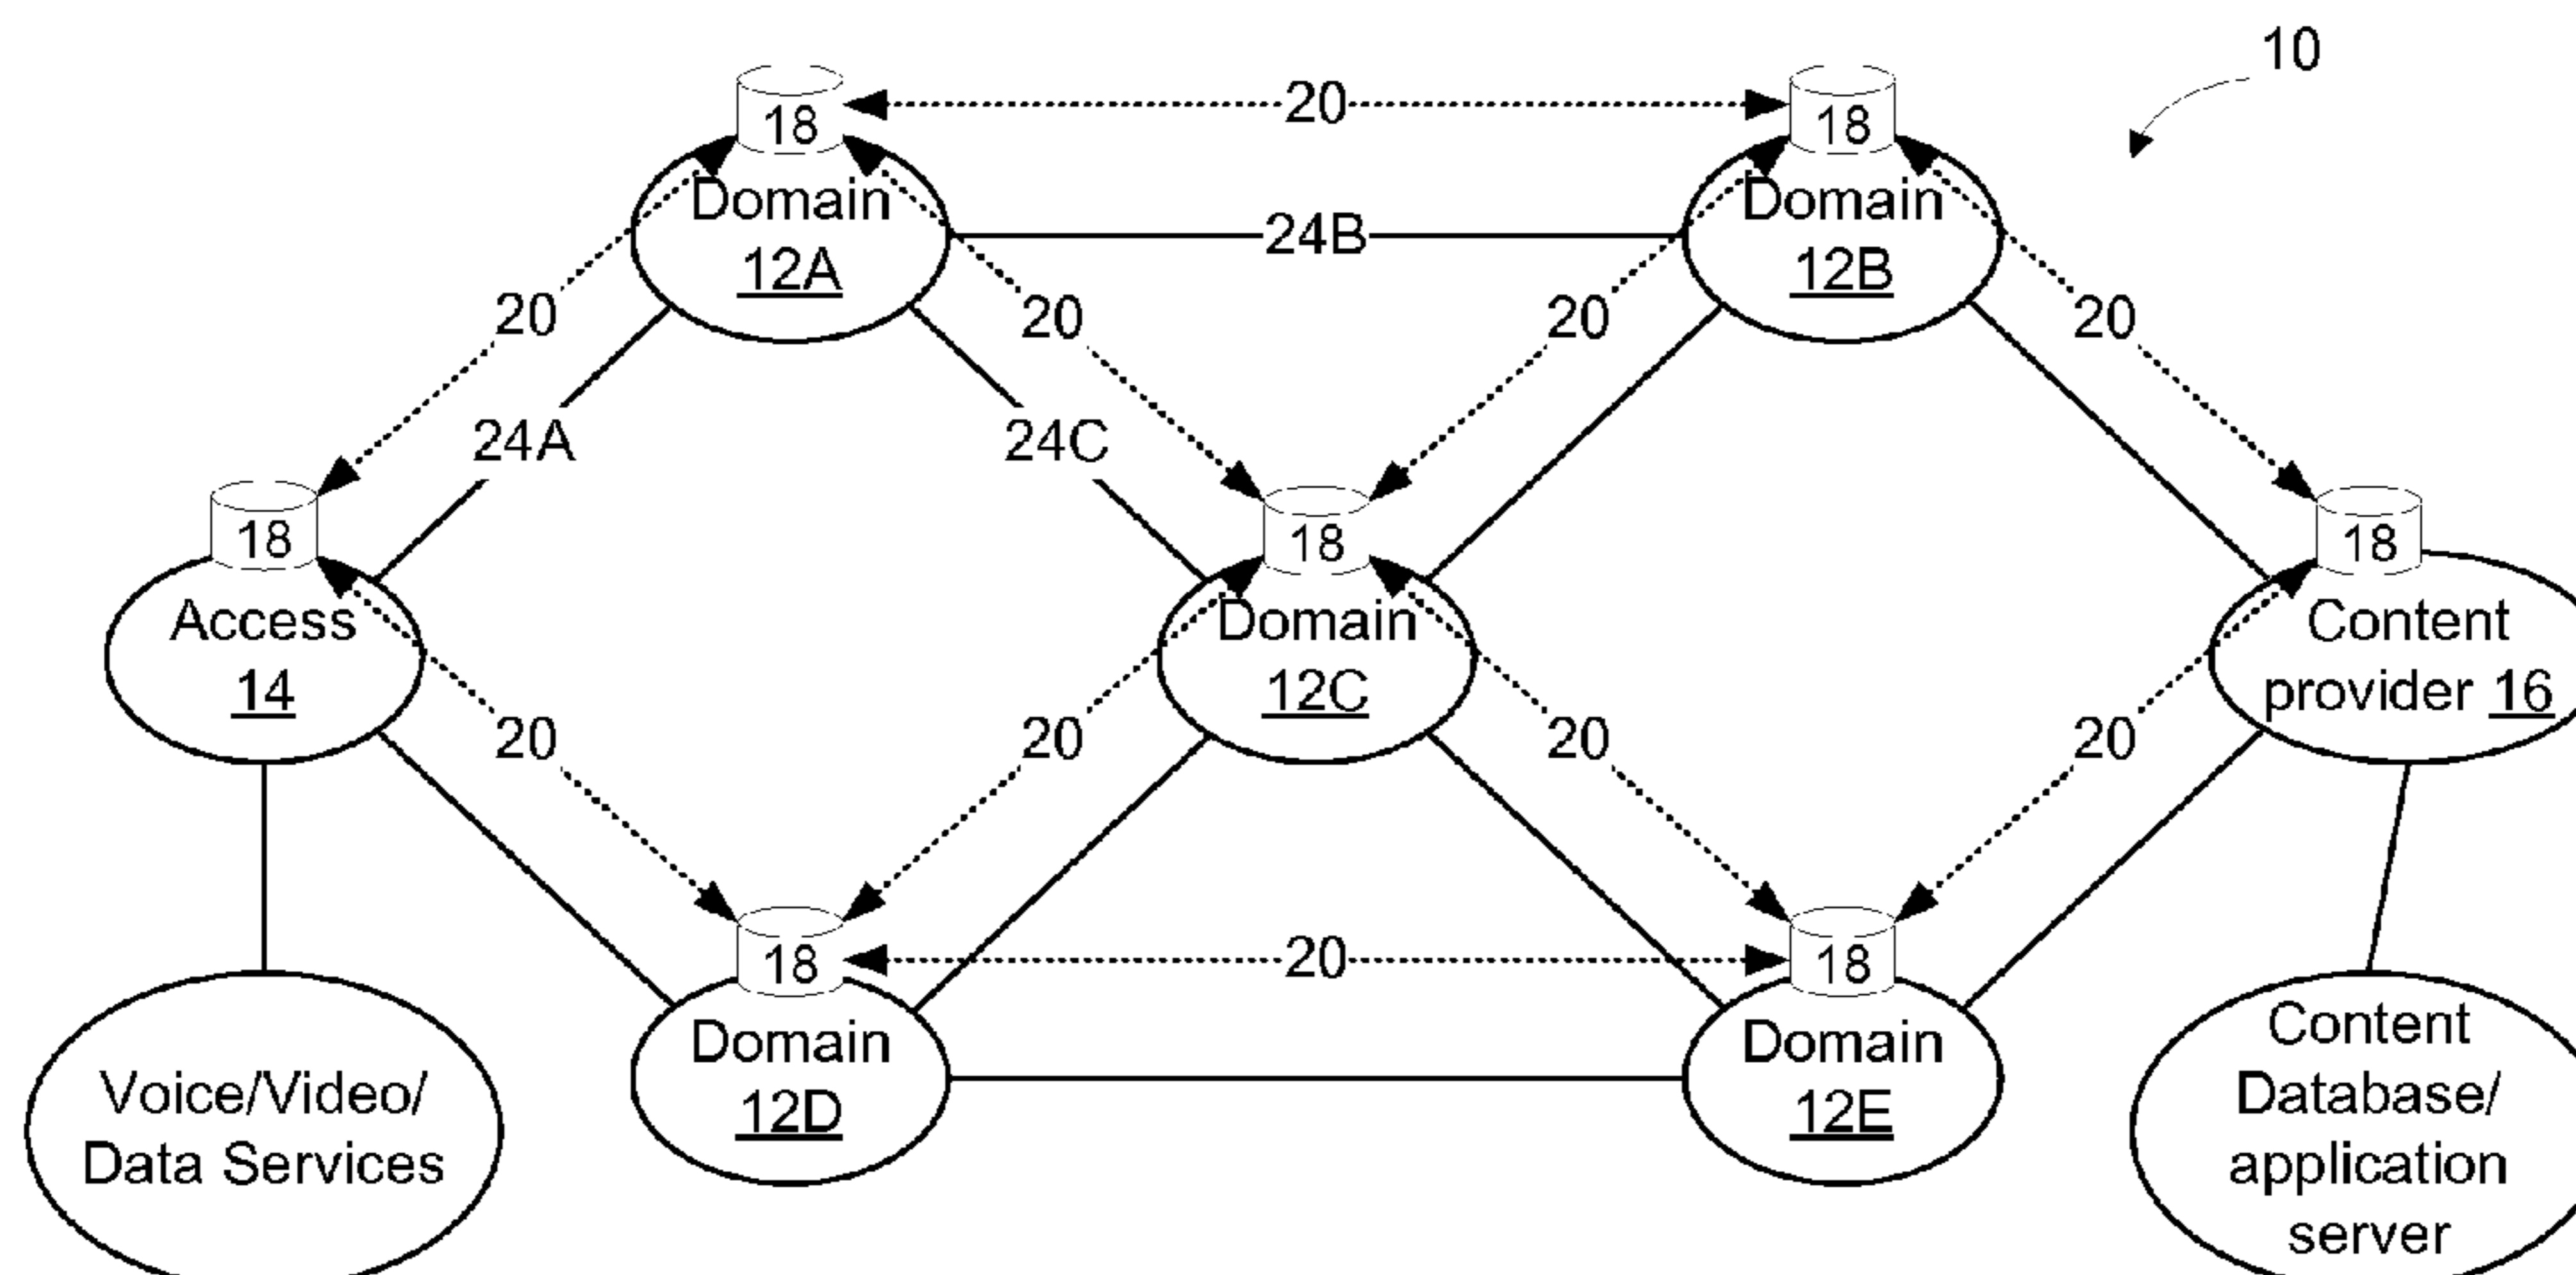 10
18
20
18
Domain
12A
24B
Domain
12B
20
20
20
20
24A
24C
18
18
18
Access
14
Domain
12C
Content
provider 16
20
20
20
20
18
20
18
Domain
12D
Domain
12E
Voice/Video/
Data Services
Content
Database/
application
server